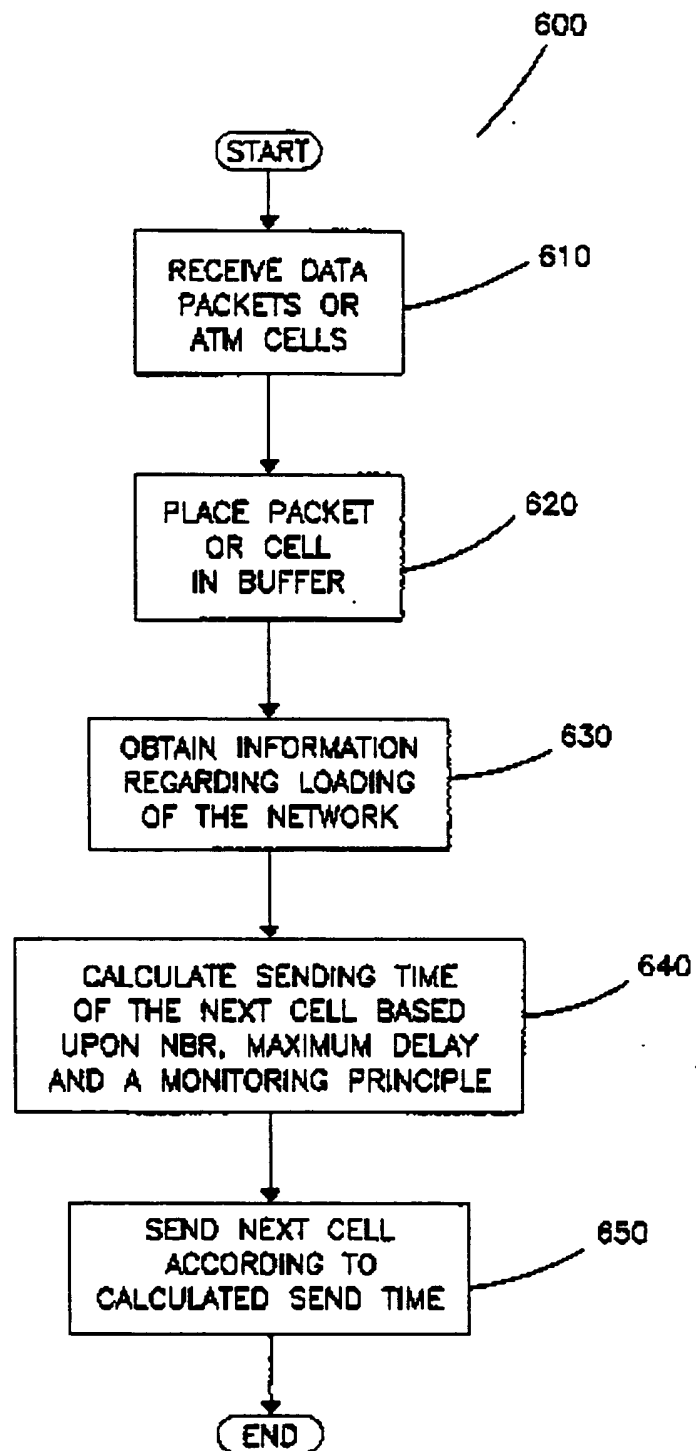 600
START
RECEIVE DATA
PACKETS OR
ATM CELLS
610
PLACE PACKET
OR CELL
IN BUFFER
620
OBTAIN INFORMATION
REGARDING LOADING
OF THE NETWORK
630
CALCULATE SENDING TIME
OF THE NEXT CELL BASED
UPON NBR, MAXIMUM DELAY
AND A MONITORING PRINCIPLE
640
SEND NEXT CELL
ACCORDING TO
CALCULATED SEND TIME
650
END